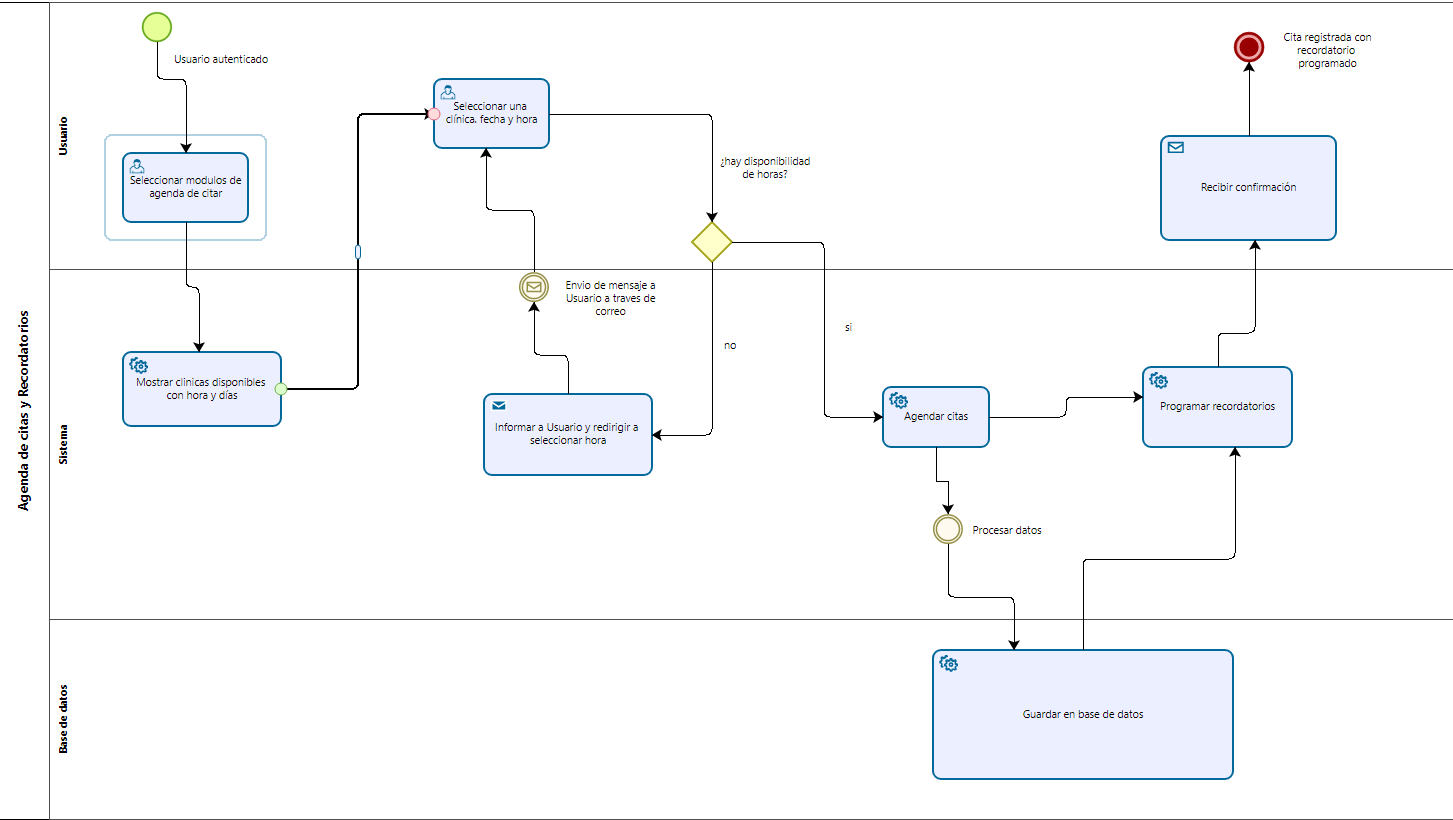 Agenda de citas y Recordatorios
Usuario
Usuario autenticado
Seleccionar modulos de
agenda de citar
Seleccionar una
clínica. fecha y hora
¿hay disponibilidad
de horas?
Cita registrada con
recordatorio
programado
Recibir confirmación
Sistema
Mostrar clinicas disponibles
con hora y días
Envio de mensaje a
Usuario a traves de
correo
Informar a Usuario y redirigir a
seleccionar hora
no
si
Agendar citas
Programar recordatorios
Procesar datos
Base de datos
Guardar en base de datos